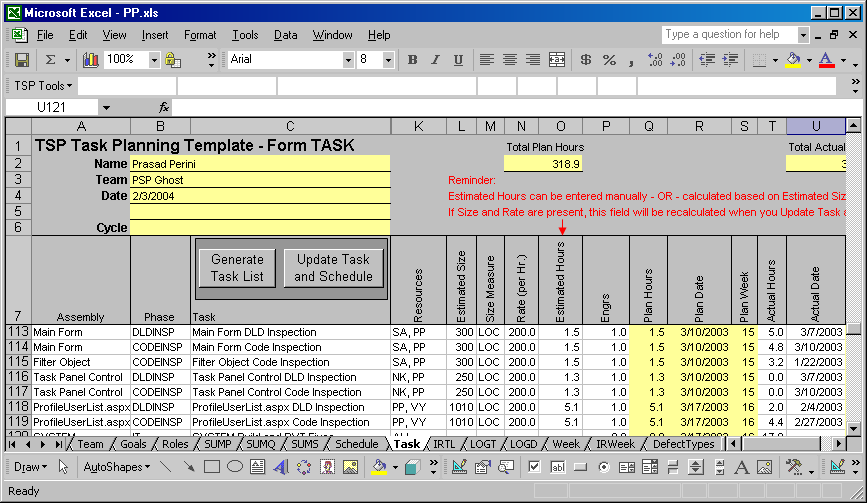 Microsoft Excel - PP.xls
File Edit View Insert Format Tools Data Window Help Type a question for help
Σ 100% » Arial 8 B I U $ % , A »
TSP Tools »
U121 fx
A B C K L M N O P Q R S T U
1 TSP Task Planning Template - Form TASK Total Plan Hours Total Actual
2 Name Prasad Perini 318.9 3
3 Team PSP Ghost Reminder:
4 Date 2/3/2004 Estimated Hours can be entered manually - OR - calculated based on Estimated Siz
5 If Size and Rate are present, this field will be recalculated when you Update Task a
6 Cycle
Generate Task List
Update Task and Schedule
7 Assembly Phase Task Resources Estimated Size Size Measure Rate (per Hr.) Estimated Hours Engrs Plan Hours Plan Date Plan Week Actual Hours Actual Date
113 Main Form DLDINSP Main Form DLD Inspection SA, PP 300 LOC 200.0 1.5 1.0 1.5 3/10/2003 15 5.0 3/7/2003
114 Main Form CODEINSP Main Form Code Inspection SA, PP 300 LOC 200.0 1.5 1.0 1.5 3/10/2003 15 4.8 3/10/2003
115 Filter Object CODEINSP Filter Object Code Inspection SA, PP 300 LOC 200.0 1.5 1.0 1.5 3/10/2003 15 3.2 1/22/2003
116 Task Panel Control DLDINSP Task Panel Control DLD Inspection NK, PP 250 LOC 200.0 1.3 1.0 1.3 3/10/2003 15 0.0 3/7/2003
117 Task Panel Control CODEINSP Task Panel Control Code Inspection NK, PP 250 LOC 200.0 1.3 1.0 1.3 3/10/2003 15 0.0 3/10/2003
118 ProfileUserList.aspx DLDINSP ProfileUserList.aspx DLD Inspection PP, VY 1010 LOC 200.0 5.1 1.0 5.1 3/17/2003 16 2.0 2/4/2003
119 ProfileUserList.aspx CODEINSP ProfileUserList.aspx Code Inspection PP, VY 1010 LOC 200.0 5.1 1.0 5.1 3/17/2003 16 4.4 2/27/2003
Team Goals Roles SUMP SUMQ SUMS Schedule Task IRTL LOGT LOGD Week IRWeek DefectTypes
Draw AutoShapes A A » ab A »
Ready